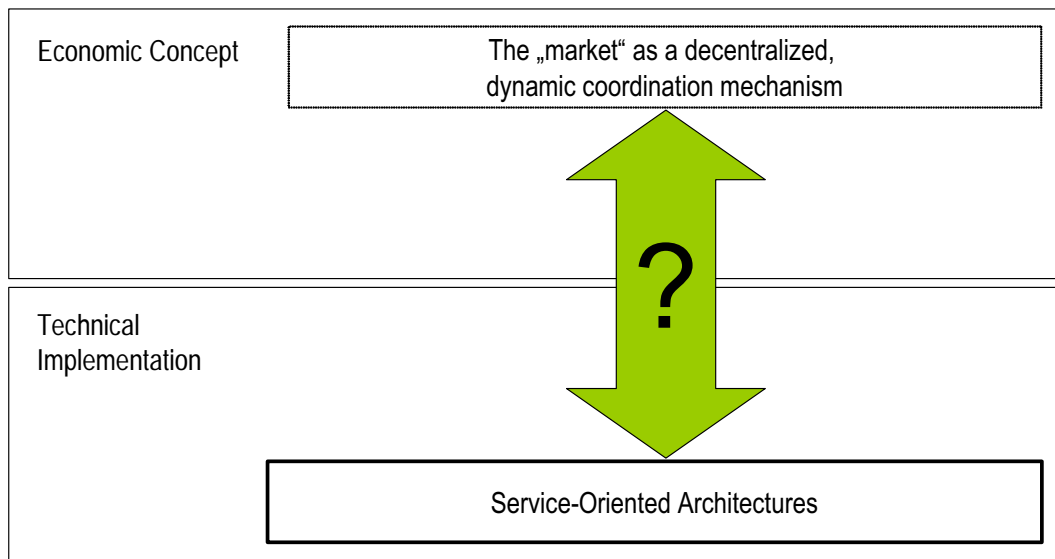 Economic Concept
The „market“ as a decentralized,
dynamic coordination mechanism
?
Technical
Implementation
Service-Oriented Architectures